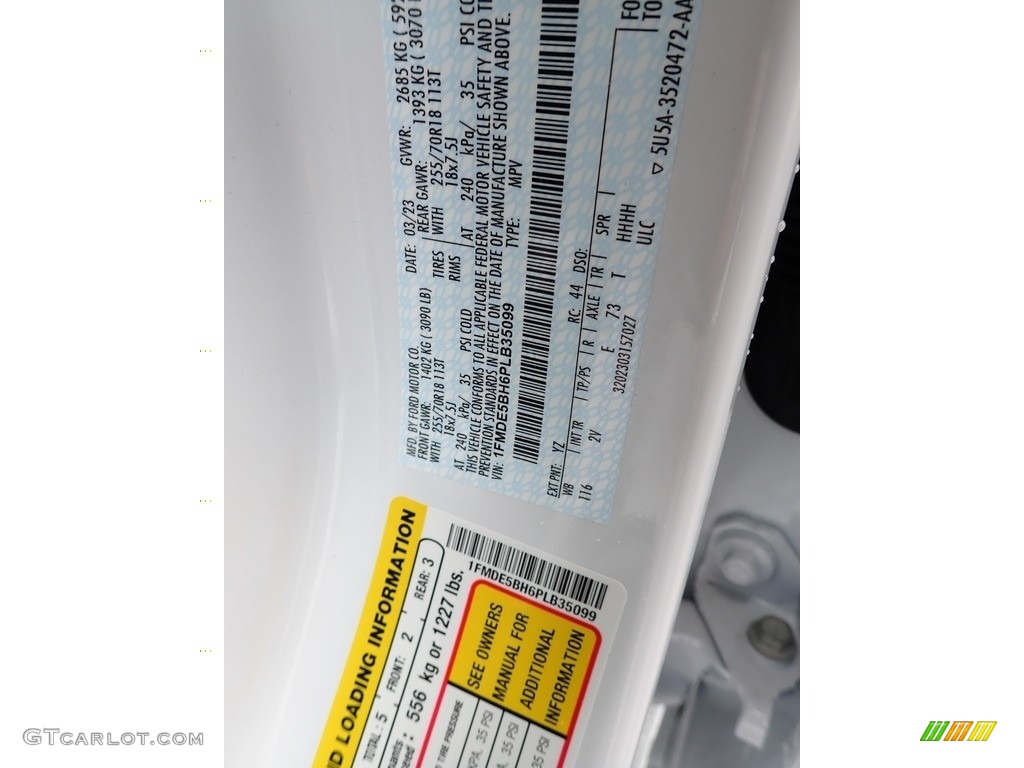 MFD. BY FORD MOTOR CO.
DATE: 03/23 GVWR: 2685 KG
FRONT GAWR: 1402 KG (3090 LB) REAR GAWR: 1393 KG
WITH 255/70R18 113T TIRES WITH 255/70R18 113T
18x7.5J RIMS 18x7.5J
AT 240 kPa/ 35 PSI COLD AT 240 kPa/ 35 PSI
THIS VEHICLE CONFORMS TO ALL APPLICABLE FEDERAL MOTOR VEHICLE SAFETY AND
PREVENTION STANDARDS IN EFFECT ON THE DATE OF MANUFACTURE SHOWN ABOVE.
VIN: 1FMDE5BH6PLB35099 TYPE: MPV
EXT PNT: YZ RC: 44 DSO:
WB INT TR TP/PS R AXLE TR SPR
116 2V E 73 T HHHH
3202303157027 ULC
5U5A-3520472-AA
LOADING INFORMATION
TOTAL: 5 FRONT: 2 REAR: 3
556 kg or 1227 lbs.
1FMDE5BH6PLB35099
TIRE PRESSURE
35 PSI
35 PSI
35 PSI
SEE OWNERS
MANUAL FOR
ADDITIONAL
INFORMATION
GTCarlot.com